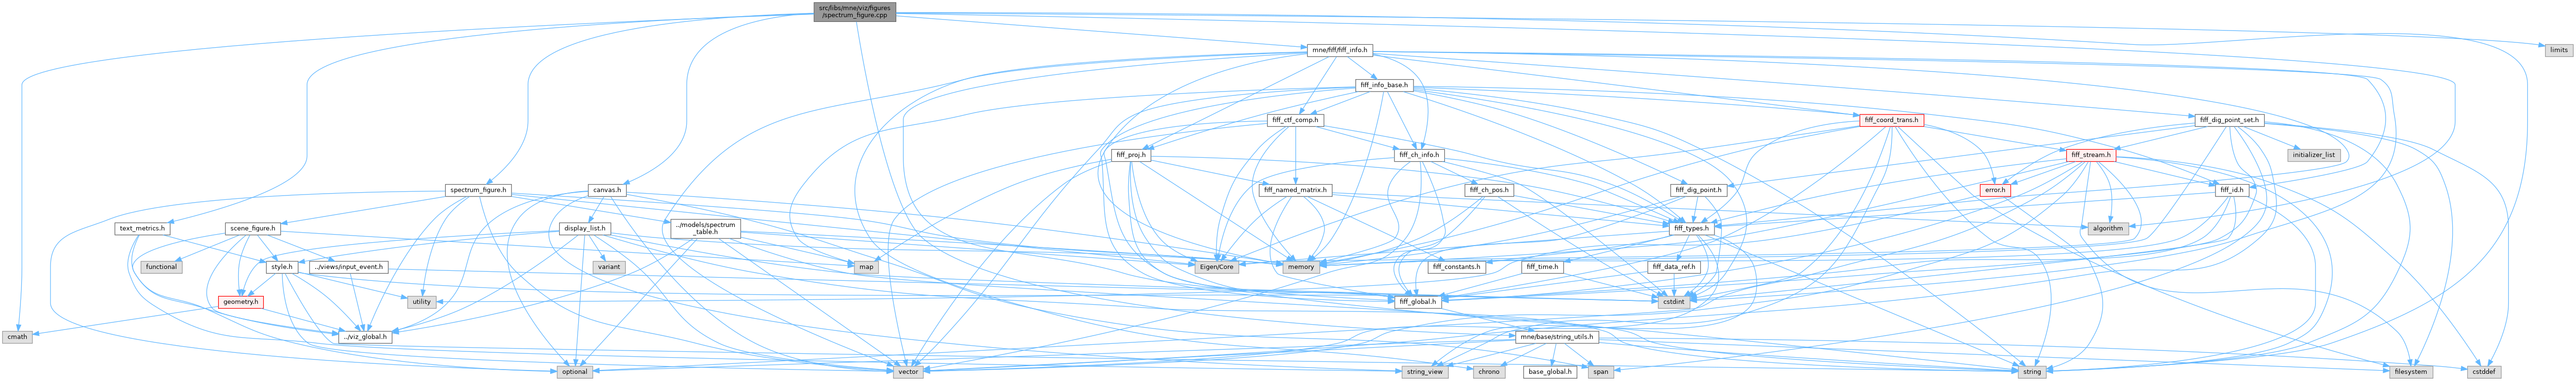 src/libs/mne/viz/figures
/spectrum_figure.cpp
mne/fiff/fiff_info.h
limits
fiff_info_base.h
fiff_ctf_comp.h
fiff_coord_trans.h
fiff_dig_point_set.h
fiff_proj.h
fiff_ch_info.h
fiff_stream.h
initializer_list
spectrum_figure.h
canvas.h
fiff_named_matrix.h
fiff_ch_pos.h
fiff_dig_point.h
error.h
fiff_id.h
text_metrics.h
scene_figure.h
display_list.h
../models/spectrum
_table.h
fiff_types.h
algorithm
functional
style.h
../views/input_event.h
variant
map
Eigen/Core
memory
fiff_constants.h
fiff_time.h
fiff_data_ref.h
geometry.h
utility
fiff_global.h
cstdint
cmath
../viz_global.h
mne/base/string_utils.h
optional
vector
string_view
chrono
base_global.h
span
string
filesystem
cstddef